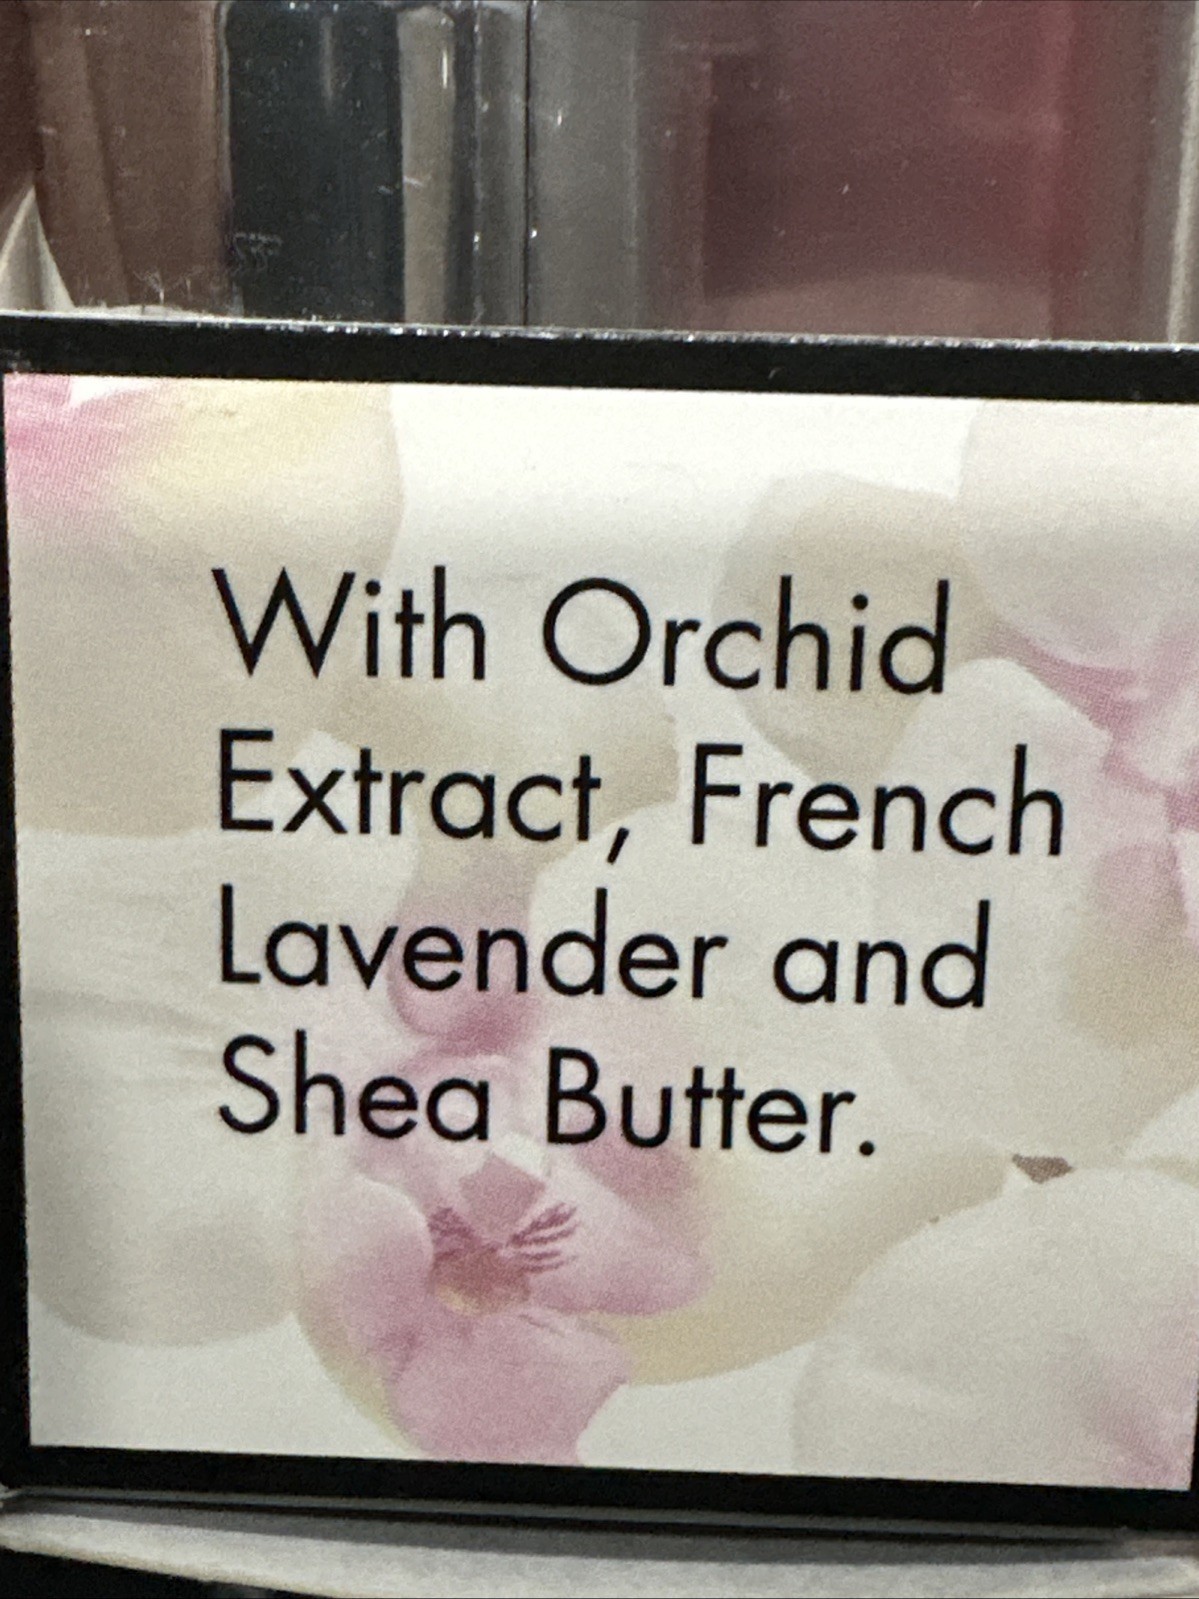 With Orchid
Extract, French
Lavender and
Shea Butter.